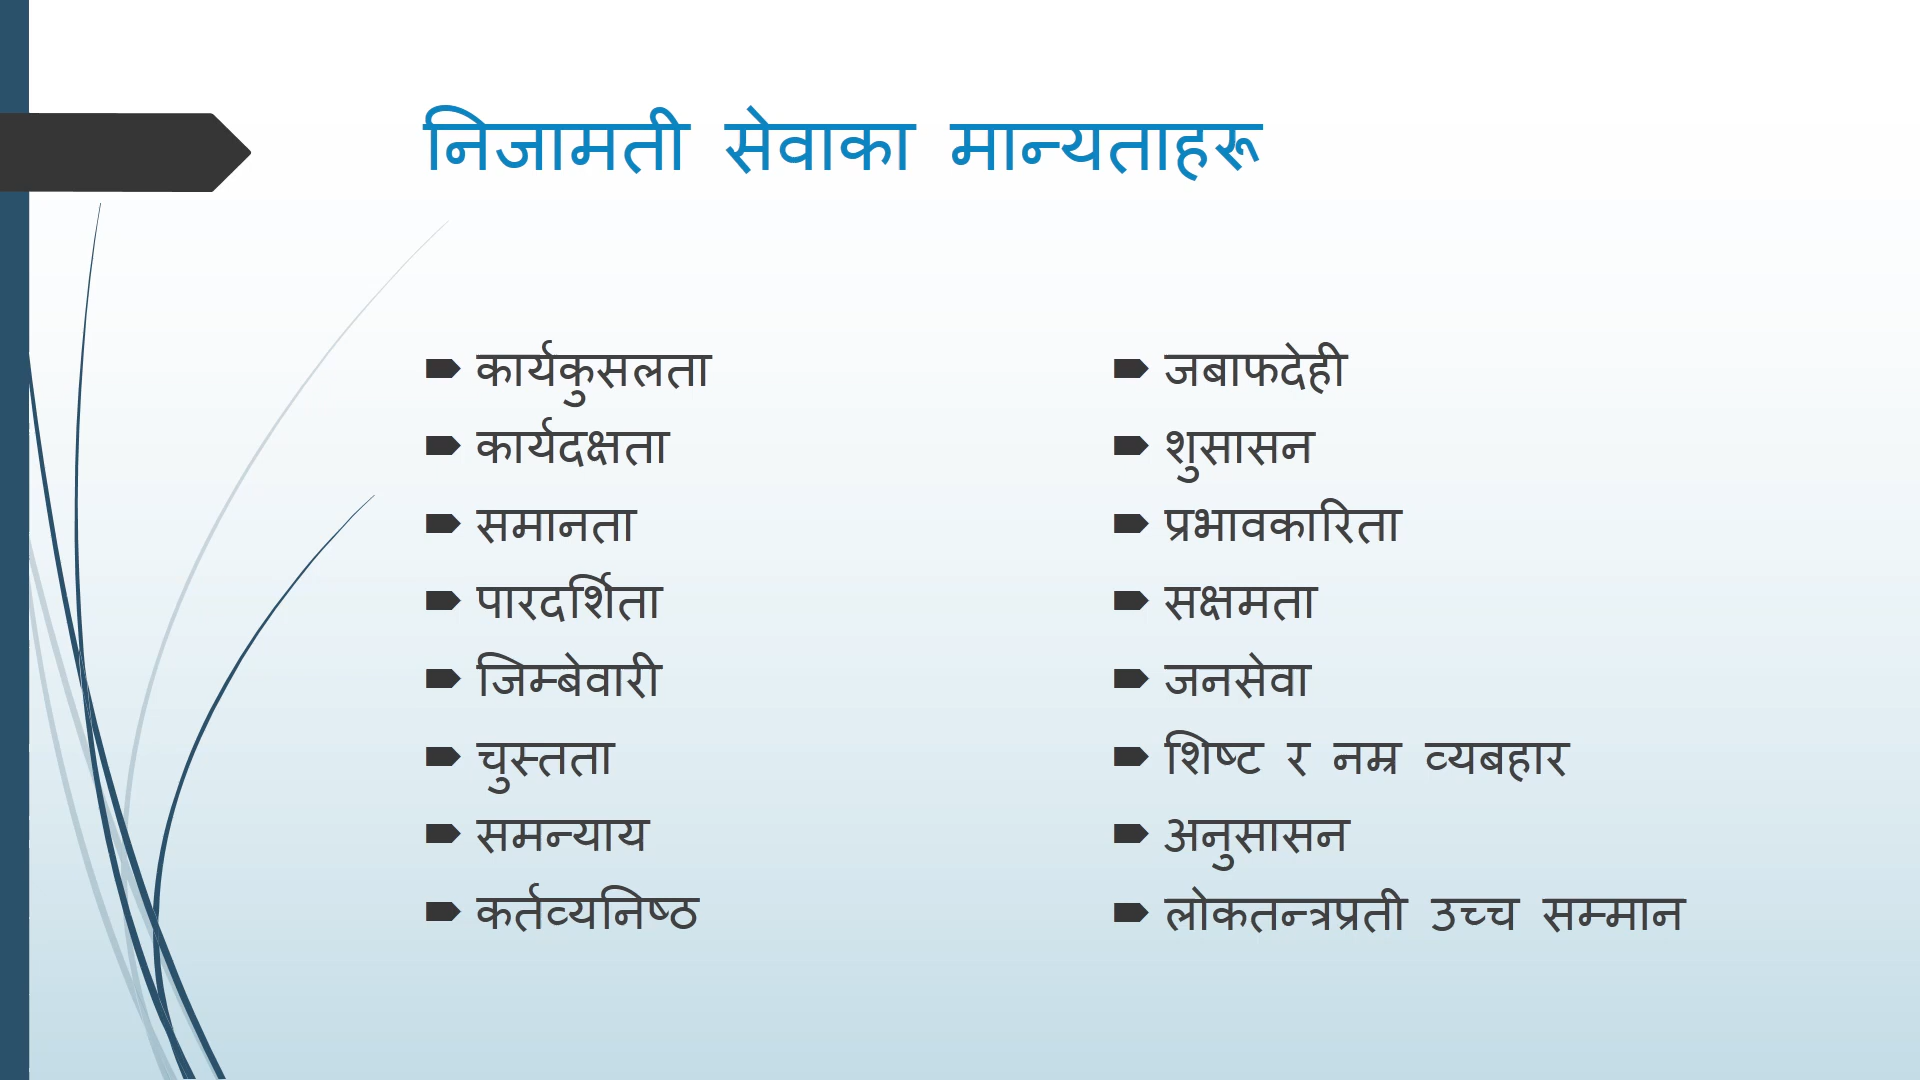 निजामती सेवाका मान्यताहरू
कार्यकुसलता
कार्यदक्षता
समानता
पारदर्शिता
जिम्बेवारी
चुस्तता
समन्याय
कर्तव्यनिष्ठ
जबाफदेही
शुसासन
प्रभावकारिता
सक्षमता
जनसेवा
शिष्ट र नम्र व्यबहार
अनुसासन
लोकतन्त्रप्रती उच्च सम्मान